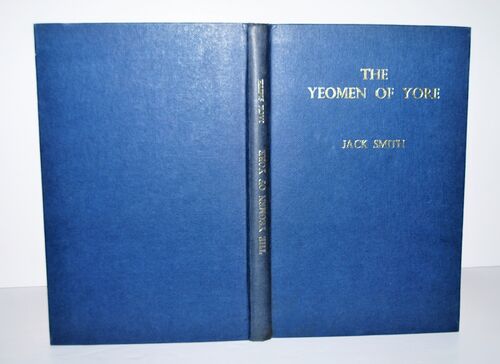 THE
YEOMEN OF YORE
JACK SMITH
THE YEOMEN OF YORE
JACK SMITH